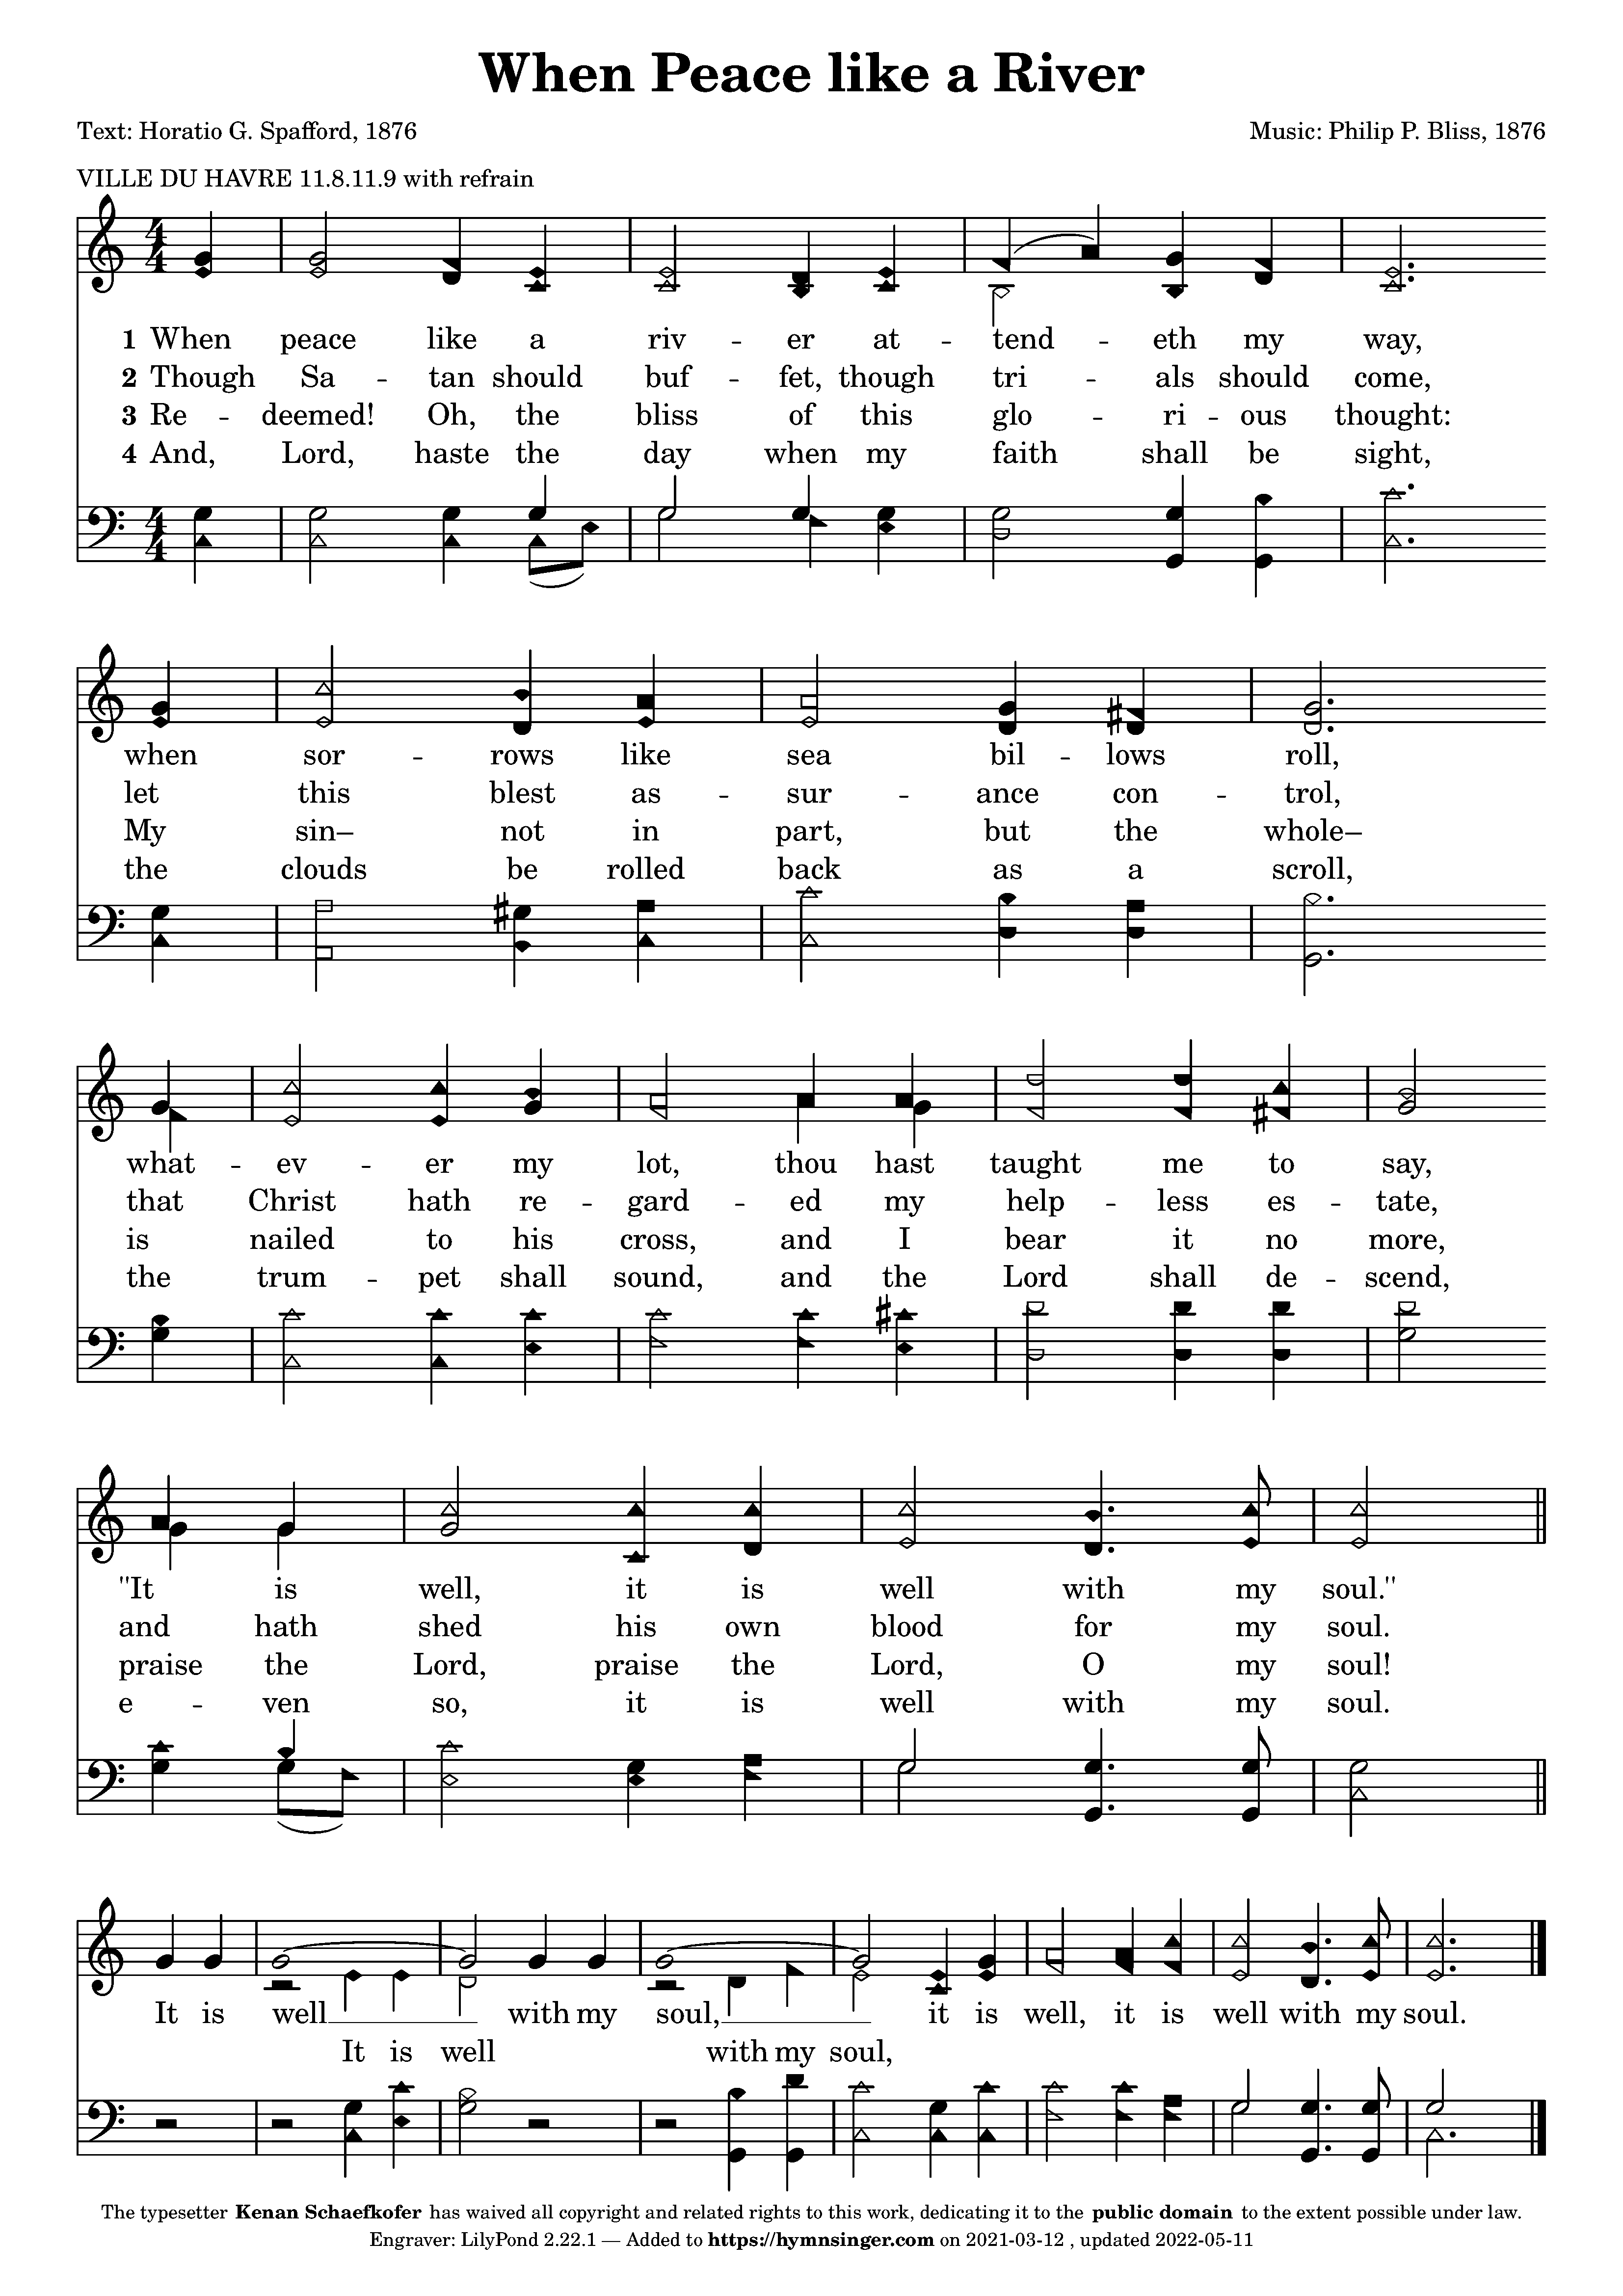 When Peace like a River
Text: Horatio G. Spafford, 1876
Music: Philip P. Bliss, 1876
VILLE DU HAVRE 11.8.11.9 with refrain
4
4
1 When peace like a riv -- er at -- tend -- eth my way,
2 Though Sa -- tan should buf -- fet, though tri -- als should come,
3 Re -- deemed! Oh, the bliss of this glo -- ri -- ous thought:
4 And, Lord, haste the day when my faith shall be sight,
4
4
when sor -- rows like sea bil -- lows roll,
let this blest as -- sur -- ance con -- trol,
My sin– not in part, but the whole–
the clouds be rolled back as a scroll,
what -- ev -- er my lot, thou hast taught me to say,
that Christ hath re -- gard -- ed my help -- less es -- tate,
is nailed to his cross, and I bear it no more,
the trum -- pet shall sound, and the Lord shall de -- scend,
"It is well, it is well with my soul."
and hath shed his own blood for my soul.
praise the Lord, praise the Lord, O my soul!
e -- ven so, it is well with my soul.
It is well __ with my soul, __ it is well, it is well with my soul.
It is well with my soul,
The typesetter Kenan Schaefkofer has waived all copyright and related rights to this work, dedicating it to the public domain to the extent possible under law.
Engraver: LilyPond 2.22.1 — Added to https://hymnsinger.com on 2021-03-12 , updated 2022-05-11